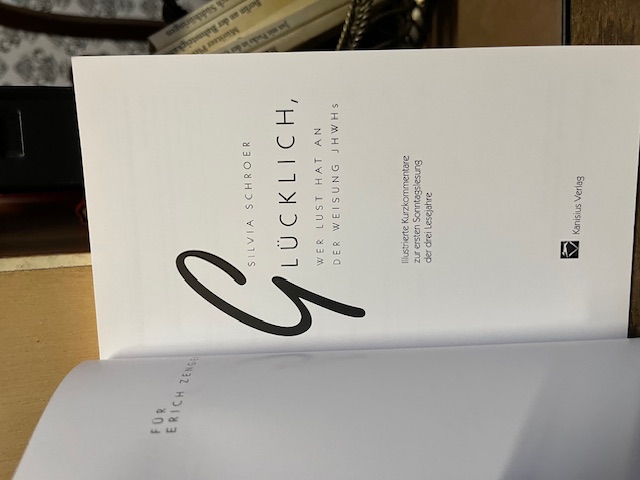 SILVIA SCHROER
GLÜCKLICH,
WER LUST HAT AN
DER WEISUNG JHWHs
Illustrierte Kurzkommentare
zur ersten Sonntagslesung
der drei Lesejahre
Kanisius Verlag
FÜR
ERICH